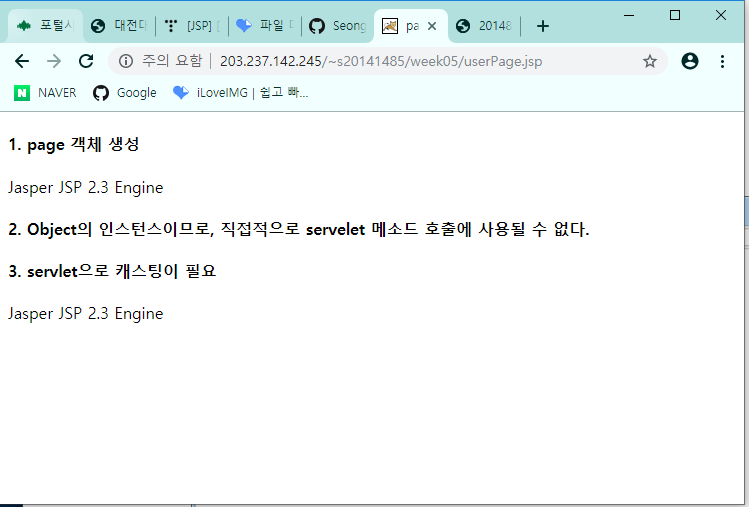 포털시
대전대
[JSP] [
파일 다
Seong
pa
20148
주의 요함
203.237.142.245/~s20141485/week05/userPage.jsp
NAVER
Google
iLoveIMG | 쉽고 빠...
1. page 객체 생성
Jasper JSP 2.3 Engine
2. Object의 인스턴스이므로, 직접적으로 servelet 메소드 호출에 사용될 수 없다.
3. servlet으로 캐스팅이 필요
Jasper JSP 2.3 Engine